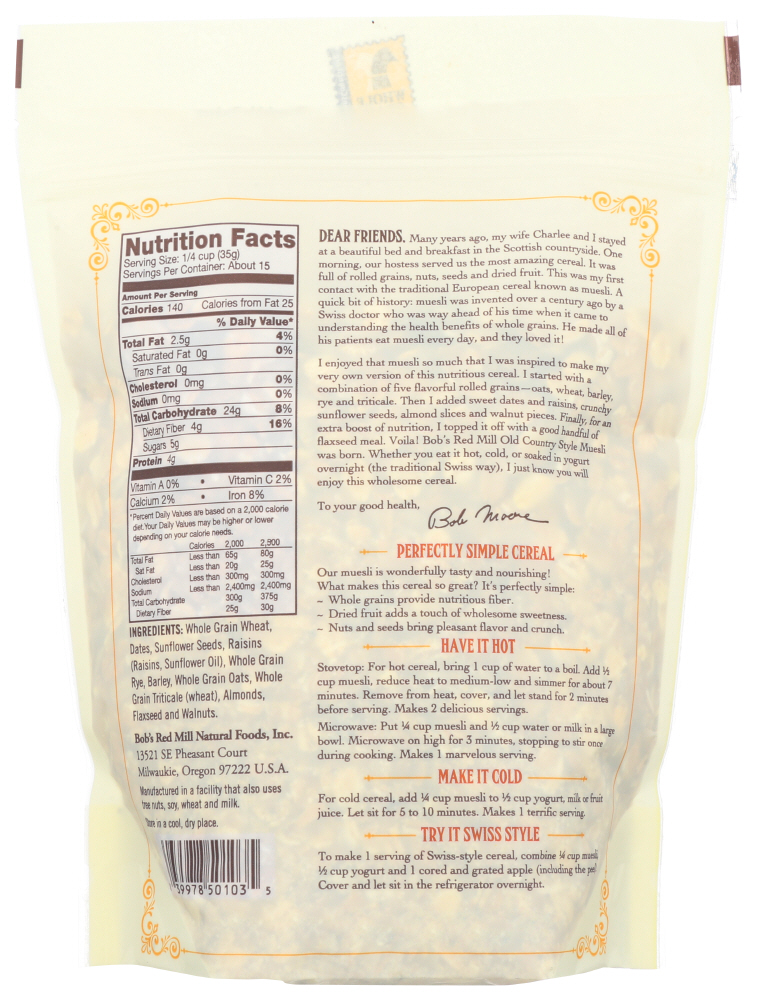 Nutrition Facts
Serving Size: 1/4 cup (35g)
Servings Per Container: About 15
Amount Per Serving
Calories 140 Calories from Fat 25
% Daily Value*
Total Fat 2.5g 4%
Saturated Fat 0g 0%
Trans Fat 0g
Cholesterol 0mg 0%
Sodium 0mg 0%
Total Carbohydrate 24g 8%
Dietary Fiber 4g 16%
Sugars 5g
Protein 4g
Vitamin A 0% • Vitamin C 2%
Calcium 2% • Iron 8%
*Percent Daily Values are based on a 2,000 calorie
diet. Your Daily Values may be higher or lower
depending on your calorie needs.
Calories 2,000 2,500
Total Fat Less than 65g 80g
Sat Fat Less than 20g 25g
Cholesterol Less than 300mg 300mg
Sodium Less than 2,400mg 2,400mg
Total Carbohydrate 300g 375g
Dietary Fiber 25g 30g
INGREDIENTS: Whole Grain Wheat,
Dates, Sunflower Seeds, Raisins
(Raisins, Sunflower Oil), Whole Grain
Rye, Barley, Whole Grain Oats, Whole
Grain Triticale (wheat), Almonds,
Flaxseed and Walnuts.
Bob's Red Mill Natural Foods, Inc.
13521 SE Pheasant Court
Milwaukie, Oregon 97222 U.S.A.
Manufactured in a facility that also uses
tree nuts, soy, wheat and milk.
Store in a cool, dry place.
39978 50103 5
DEAR FRIENDS, Many years ago, my wife Charlee and I stayed
at a beautiful bed and breakfast in the Scottish countryside. One
morning, our hostess served us the most amazing cereal. It was
full of rolled grains, nuts, seeds and dried fruit. This was my first
contact with the traditional European cereal known as muesli. A
quick bit of history: muesli was invented over a century ago by a
Swiss doctor who was way ahead of his time when it came to
understanding the health benefits of whole grains. He made all of
his patients eat muesli every day, and they loved it!
I enjoyed that muesli so much that I was inspired to make my
very own version of this nutritious cereal. I started with a
combination of five flavorful rolled grains—oats, wheat, barley,
rye and triticale. Then I added sweet dates and raisins, crunchy
sunflower seeds, almond slices and walnut pieces. Finally, for an
extra boost of nutrition, I topped it off with a good handful of
flaxseed meal. Voila! Bob's Red Mill Old Country Style Muesli
was born. Whether you eat it hot, cold, or soaked in yogurt
overnight (the traditional Swiss way), I just know you will
enjoy this wholesome cereal.
To your good health,
Bob Moore
PERFECTLY SIMPLE CEREAL
Our muesli is wonderfully tasty and nourishing!
What makes this cereal so great? It's perfectly simple:
~ Whole grains provide nutritious fiber.
~ Dried fruit adds a touch of wholesome sweetness.
~ Nuts and seeds bring pleasant flavor and crunch.
HAVE IT HOT
Stovetop: For hot cereal, bring 1 cup of water to a boil. Add ½
cup muesli, reduce heat to medium-low and simmer for about 7
minutes. Remove from heat, cover, and let stand for 2 minutes
before serving. Makes 2 delicious servings.
Microwave: Put ¼ cup muesli and ½ cup water or milk in a large
bowl. Microwave on high for 3 minutes, stopping to stir once
during cooking. Makes 1 marvelous serving.
MAKE IT COLD
For cold cereal, add ¼ cup muesli to ½ cup yogurt, milk or fruit
juice. Let sit for 5 to 10 minutes. Makes 1 terrific serving.
TRY IT SWISS STYLE
To make 1 serving of Swiss-style cereal, combine ¼ cup muesli,
½ cup yogurt and 1 cored and grated apple (including the peel)
Cover and let sit in the refrigerator overnight.